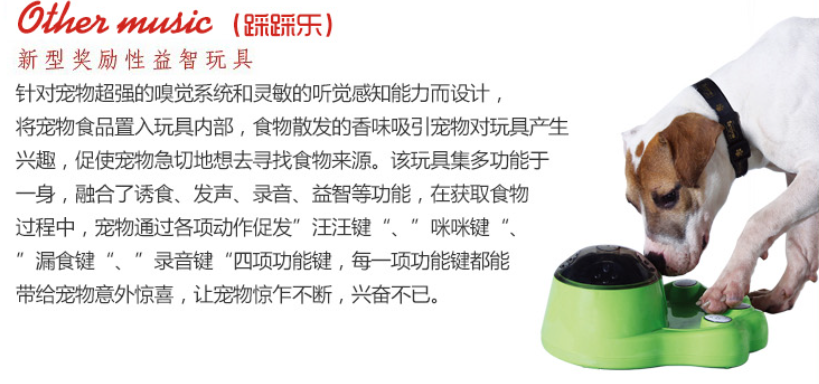 Other music（踩踩乐）
新型奖励性益智玩具
针对宠物超强的嗅觉系统和灵敏的听觉感知能力而设计，
将宠物食品置入玩具内部，食物散发的香味吸引宠物对玩具产生
兴趣，促使宠物急切地想去寻找食物来源。该玩具集多功能于
一身，融合了诱食、发声、录音、益智等功能，在获取食物
过程中，宠物通过各项动作促发”汪汪键“、”咪咪键“、
”漏食键“、”录音键“四项功能键，每一项功能键都能
带给宠物意外惊喜，让宠物惊乍不断，兴奋不已。